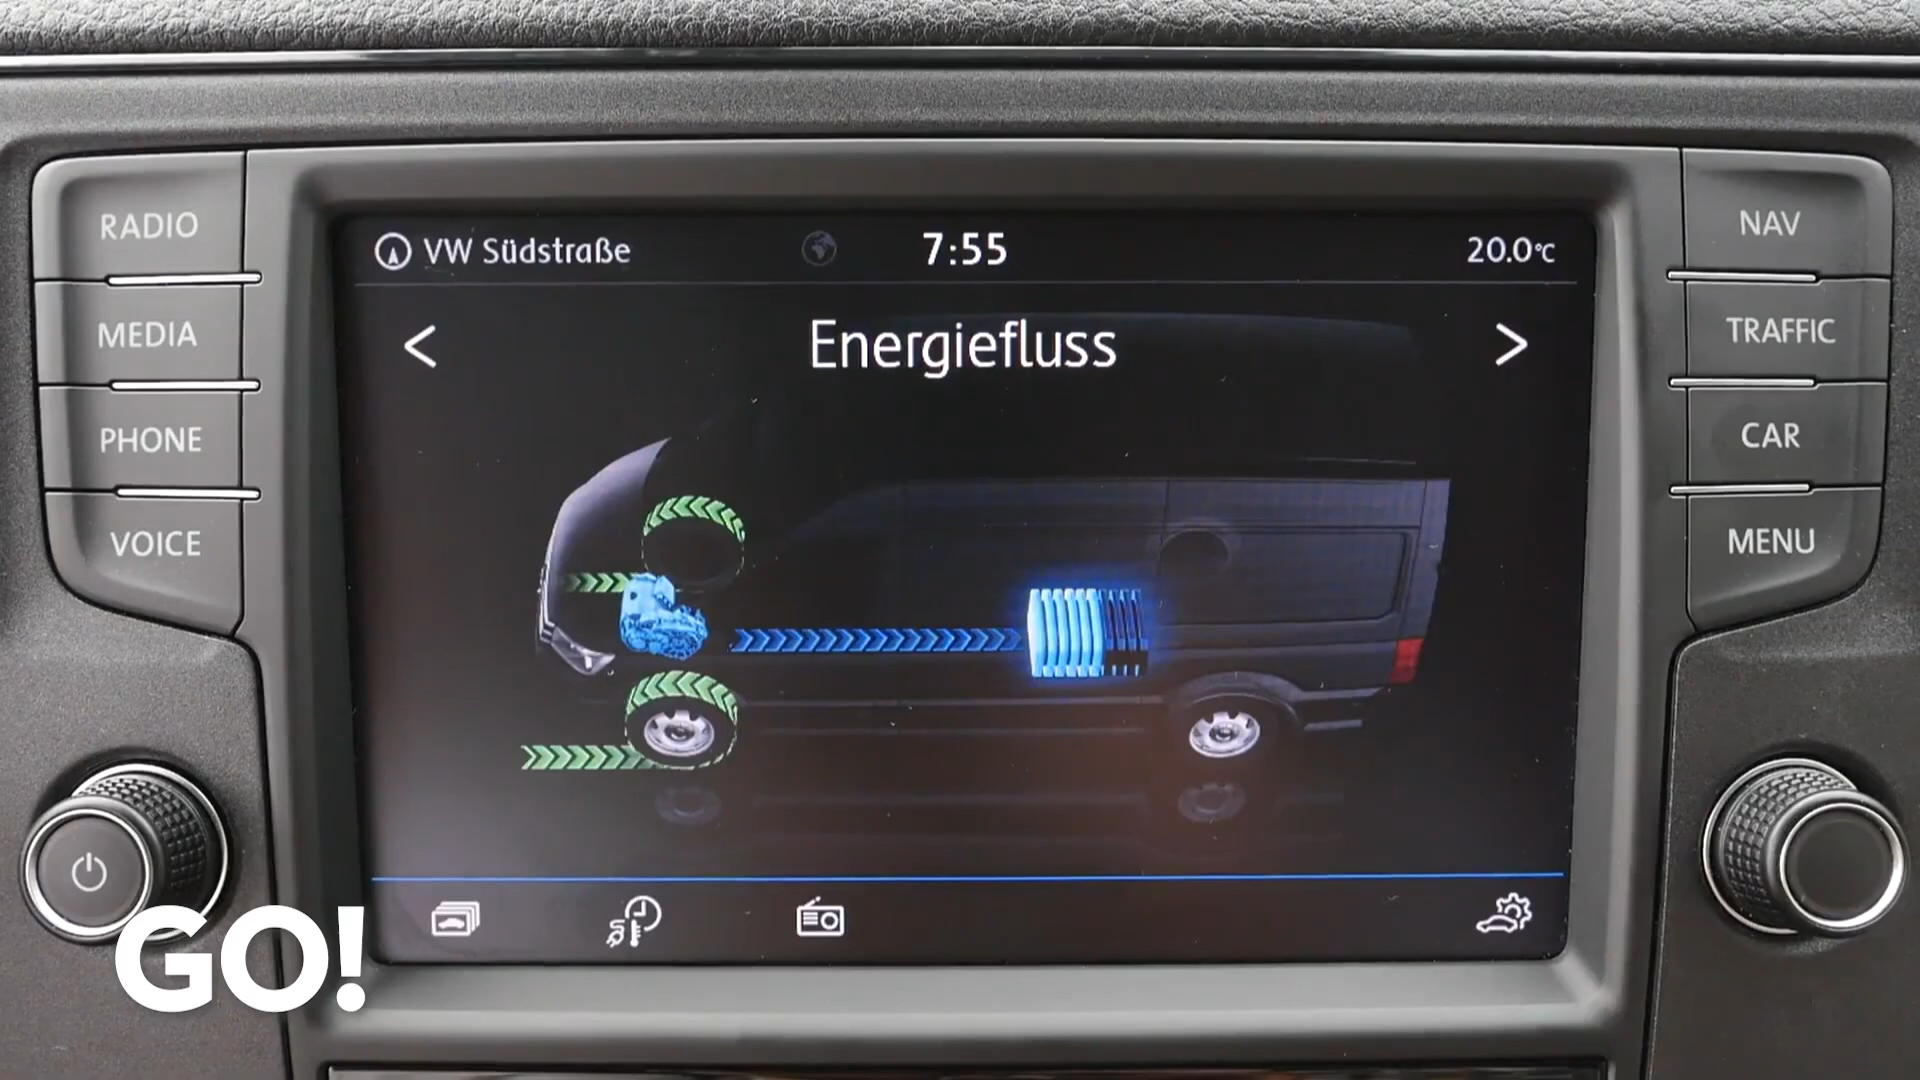 RADIO
MEDIA
PHONE
VOICE
VW Südstraße
7:55
20.0°C
< Energiefluss >
NAV
TRAFFIC
CAR
MENU
GO!